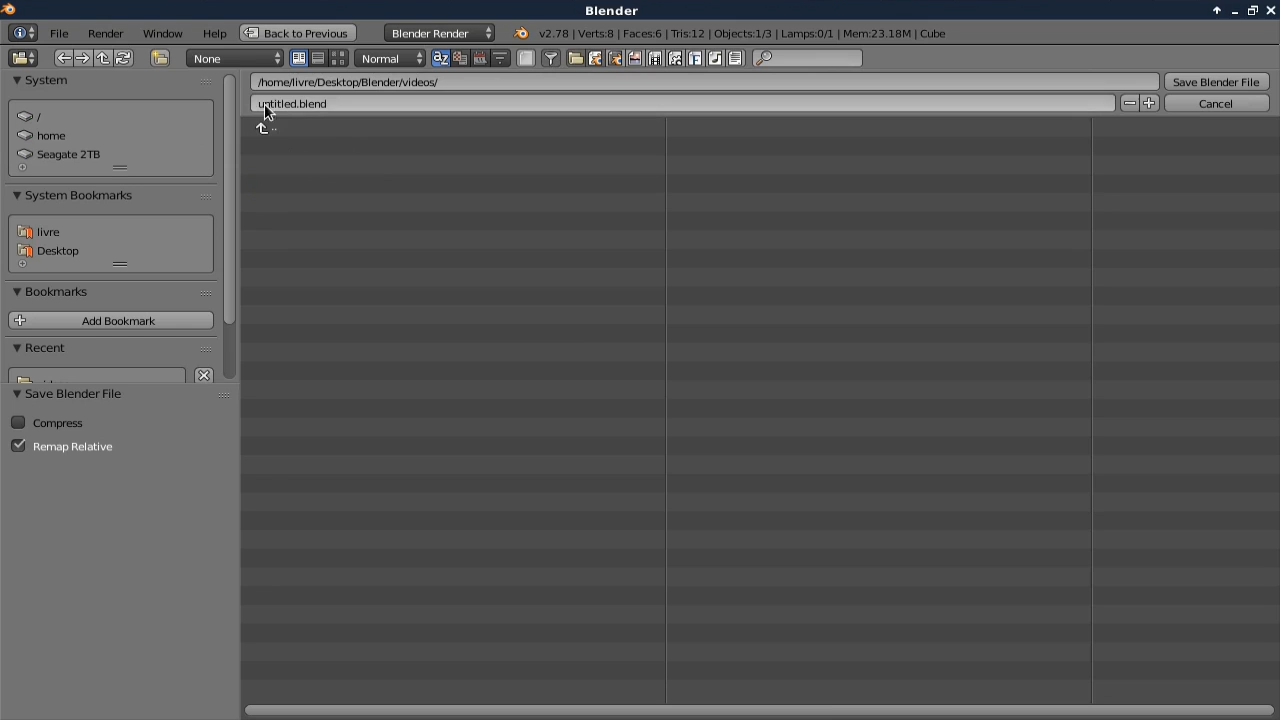 Blender
File Render Window Help Back to Previous Blender Render v2.78 | Verts:8 | Faces:6 | Tris:12 | Objects:1/3 | Lamps:0/1 | Mem:23.18M | Cube
None Normal
System
/home/livre/Desktop/Blender/videos/ Save Blender File
untitled.blend Cancel
..
/
home
Seagate 2TB
System Bookmarks
livre
Desktop
Bookmarks
Add Bookmark
Recent
Save Blender File
Compress
Remap Relative